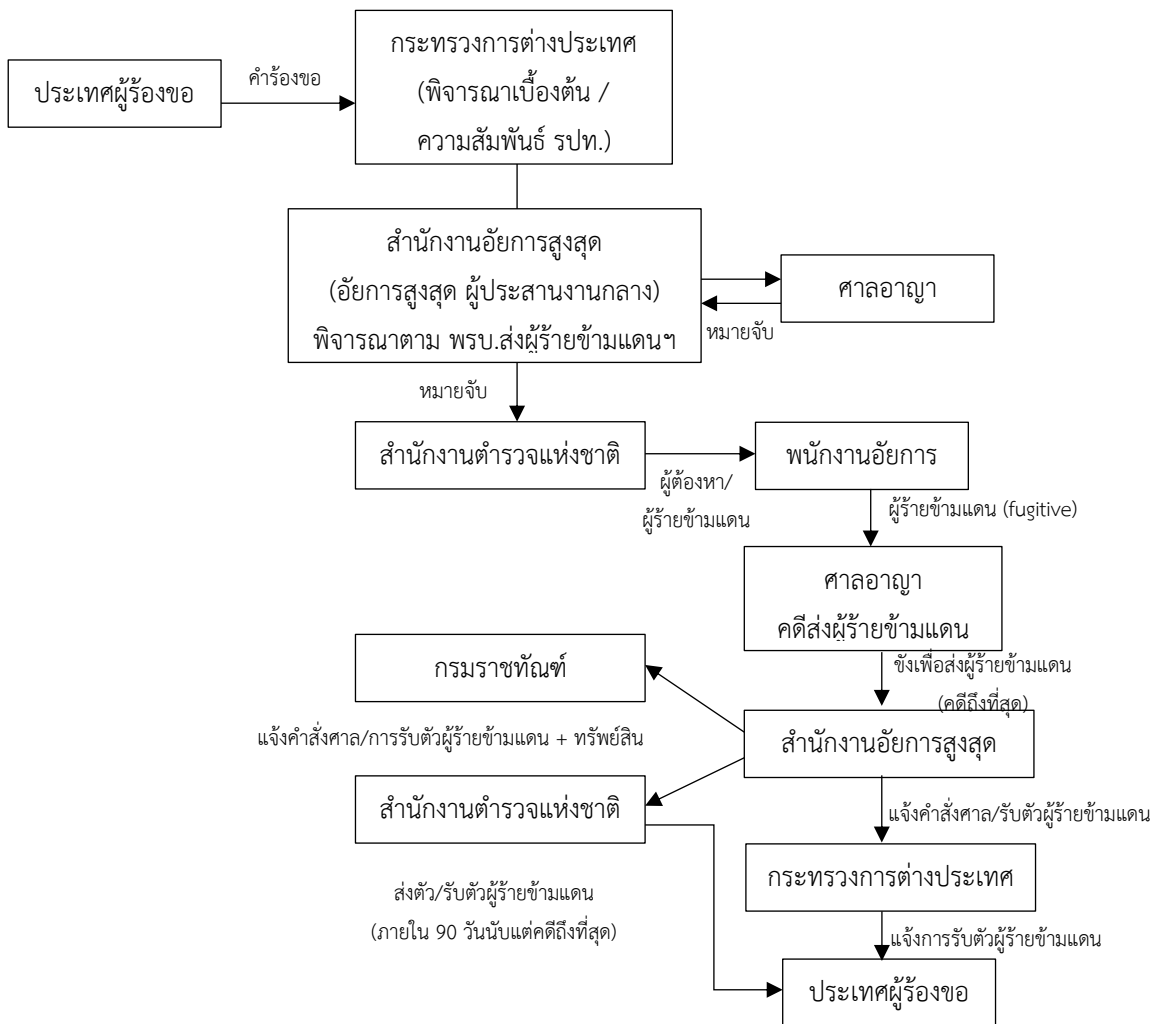 กระทรวงการต่างประเทศ
(พิจารณาเบื้องต้น /
ความสัมพันธ์ รปท.)
ประเทศผู้ร้องขอ
คำร้องขอ
สำนักงานอัยการสูงสุด
(อัยการสูงสุด ผู้ประสานงานกลาง)
พิจารณาตาม พรบ.ส่งผู้ร้ายข้ามแดนฯ
ศาลอาญา
หมายจับ
หมายจับ
สำนักงานตำรวจแห่งชาติ
ผู้ต้องหา/
ผู้ร้ายข้ามแดน
พนักงานอัยการ
ผู้ร้ายข้ามแดน (fugitive)
ศาลอาญา
คดีส่งผู้ร้ายข้ามแดน
ขังเพื่อส่งผู้ร้ายข้ามแดน
(คดีถึงที่สุด)
กรมราชทัณฑ์
แจ้งคำสั่งศาล/การรับตัวผู้ร้ายข้ามแดน + ทรัพย์สิน
สำนักงานอัยการสูงสุด
สำนักงานตำรวจแห่งชาติ
แจ้งคำสั่งศาล/รับตัวผู้ร้ายข้ามแดน
กระทรวงการต่างประเทศ
ส่งตัว/รับตัวผู้ร้ายข้ามแดน
(ภายใน 90 วันนับแต่คดีถึงที่สุด)
แจ้งการรับตัวผู้ร้ายข้ามแดน
ประเทศผู้ร้องขอ